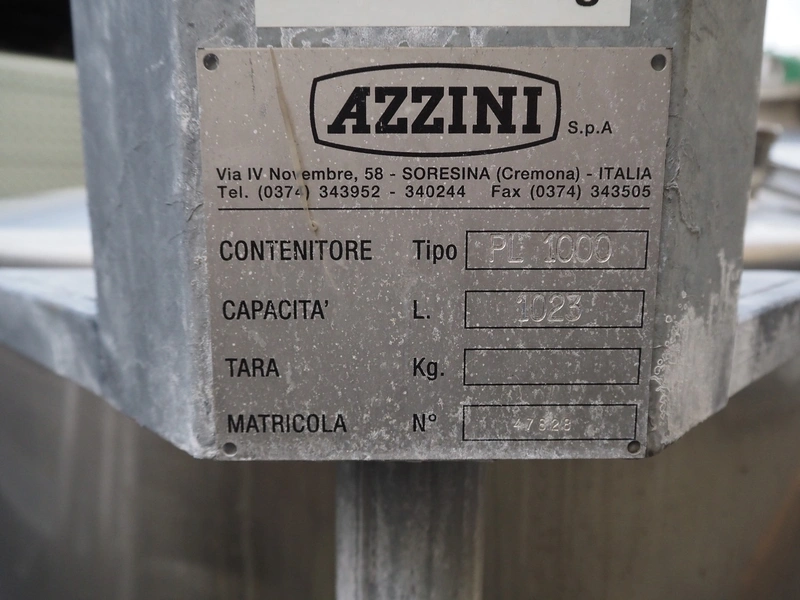 AZZINI S.p.A
Via IV Novembre, 58 - SORESINA (Cremona) - ITALIA
Tel. (0374) 343952 - 340244 Fax (0374) 343505
CONTENITORE Tipo PL 1000
CAPACITA' L. 1023
TARA Kg.
MATRICOLA N°